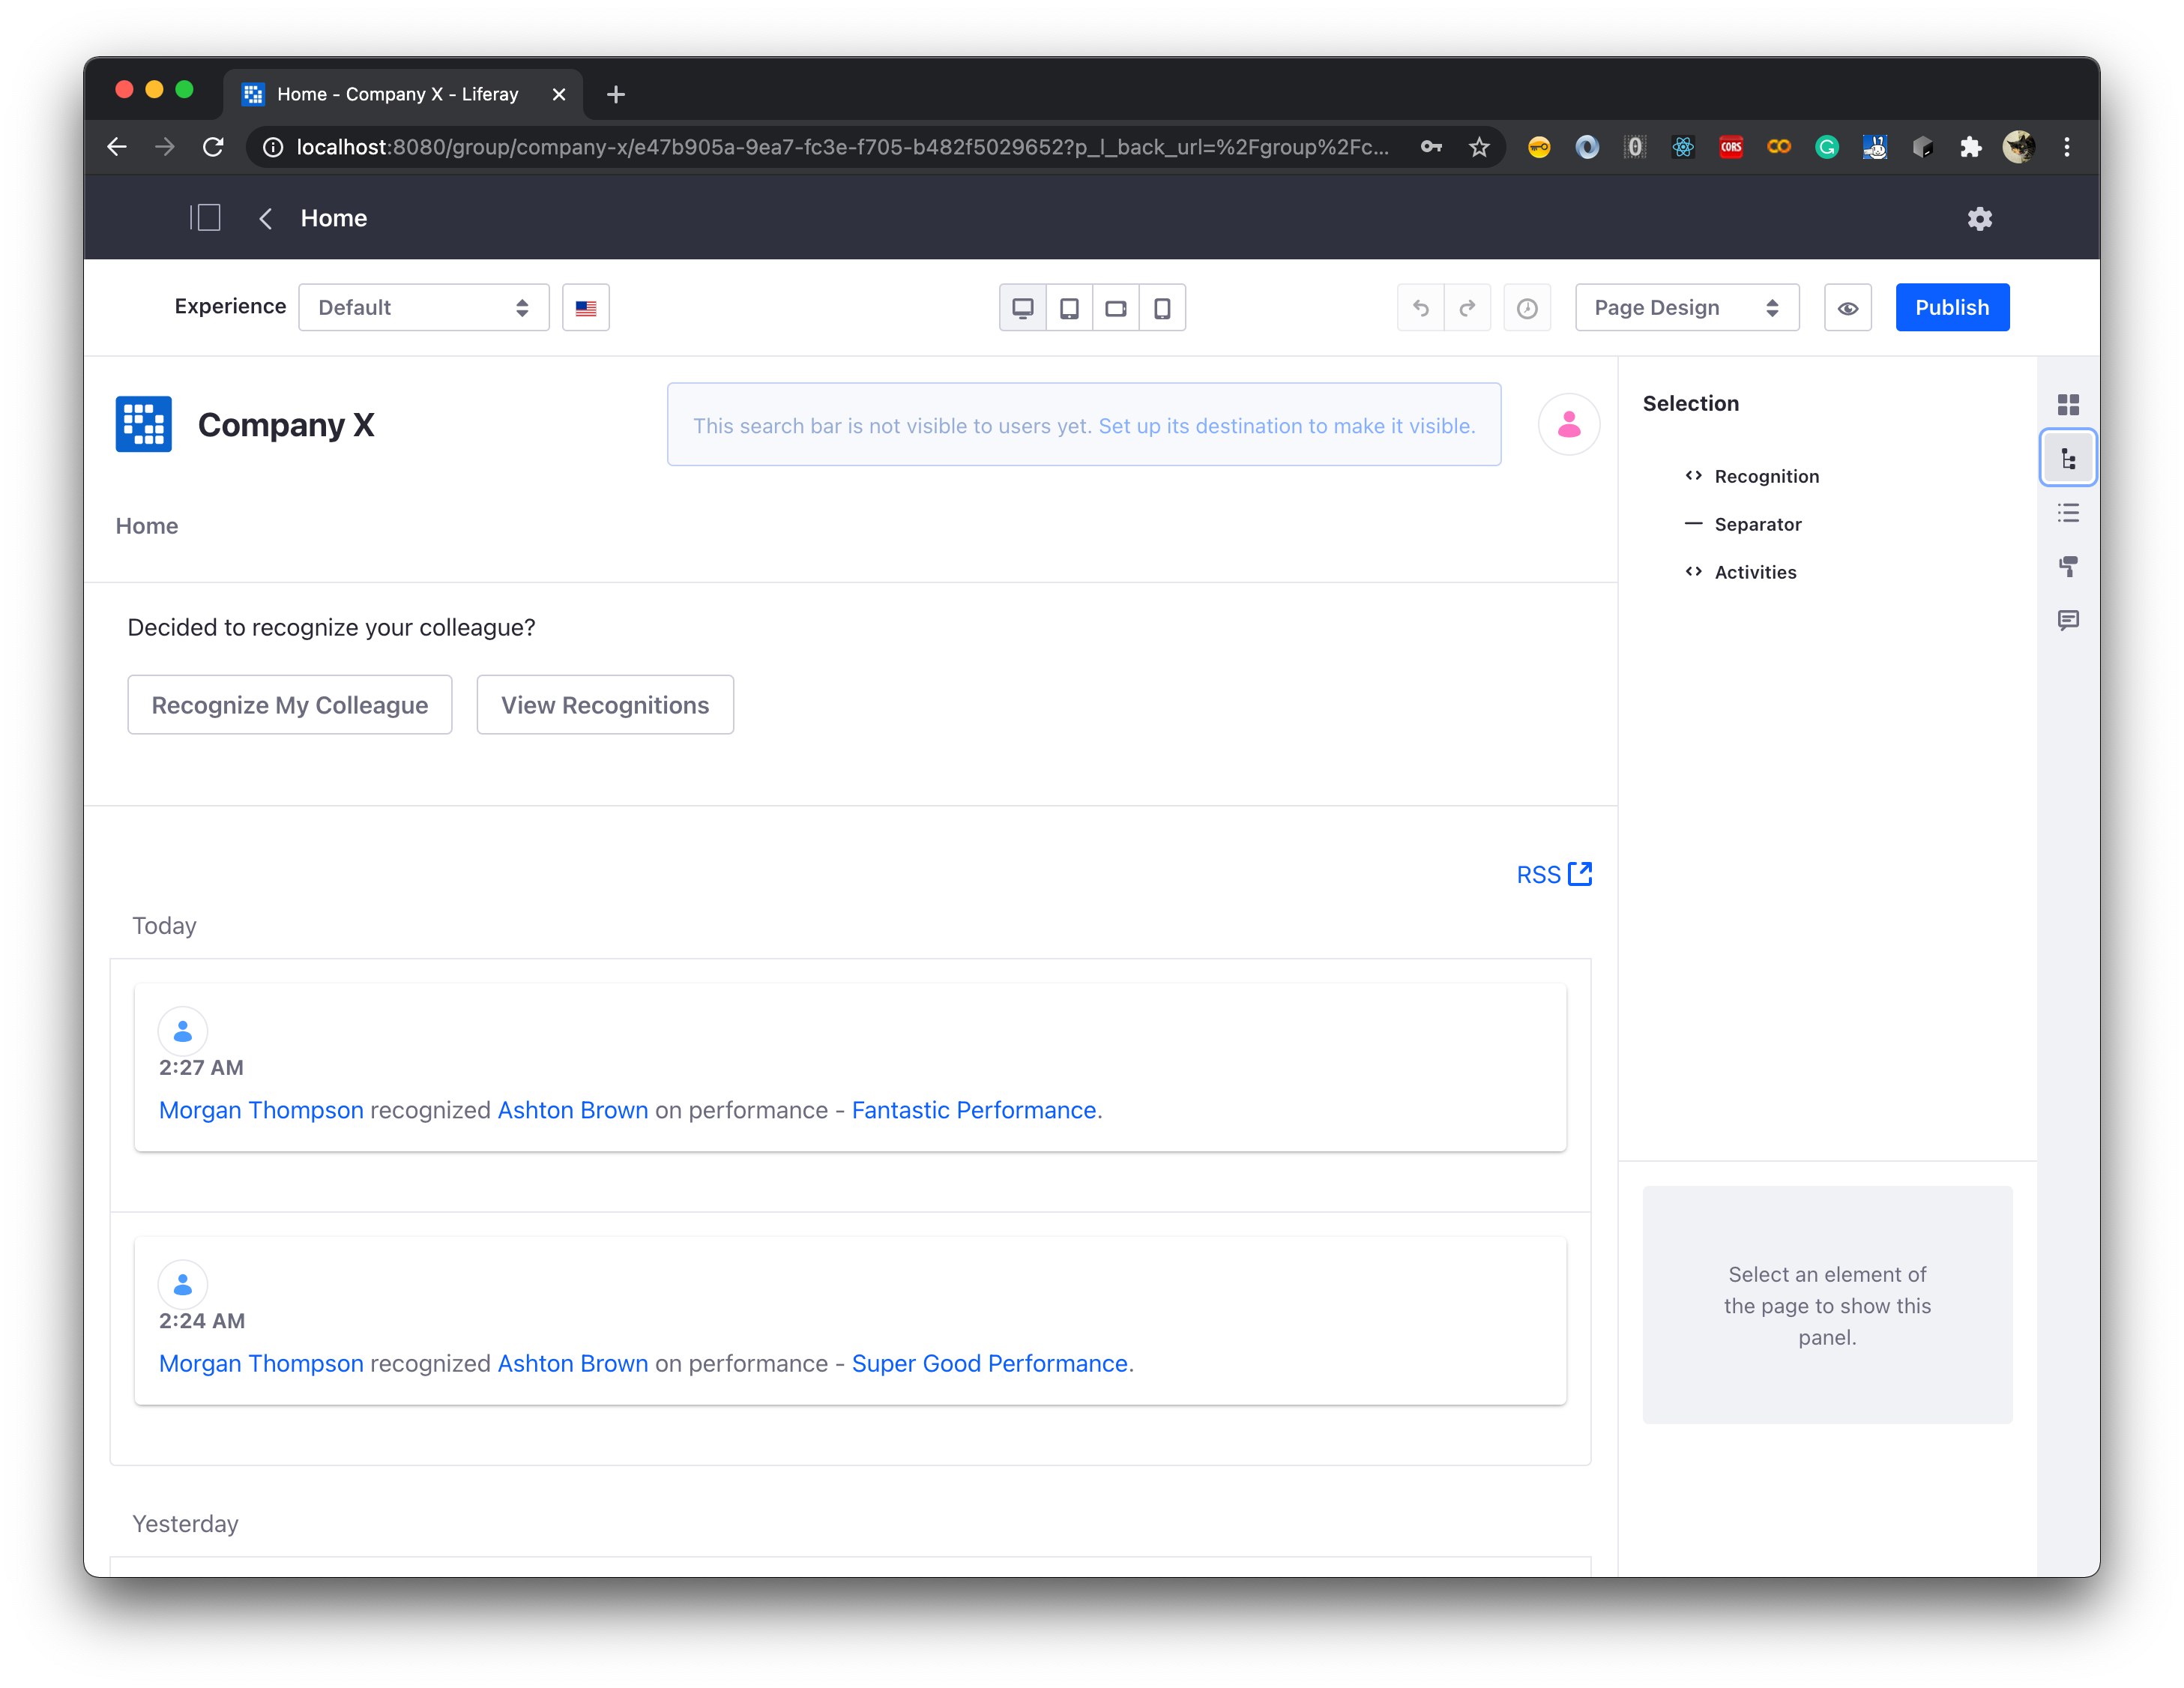 Home - Company X - Liferay
localhost:8080/group/company-x/e47b905a-9ea7-fc3e-f705-b482f5029652?p_l_back_url=%2Fgroup%2Fc...
CORS
Home
Experience
Default
Page Design
Publish
Company X
This search bar is not visible to users yet. Set up its destination to make it visible.
Home
Selection
Recognition
Separator
Activities
Decided to recognize your colleague?
Recognize My Colleague
View Recognitions
RSS
Today
2:27 AM
Morgan Thompson recognized Ashton Brown on performance - Fantastic Performance.
2:24 AM
Morgan Thompson recognized Ashton Brown on performance - Super Good Performance.
Select an element of
the page to show this
panel.
Yesterday